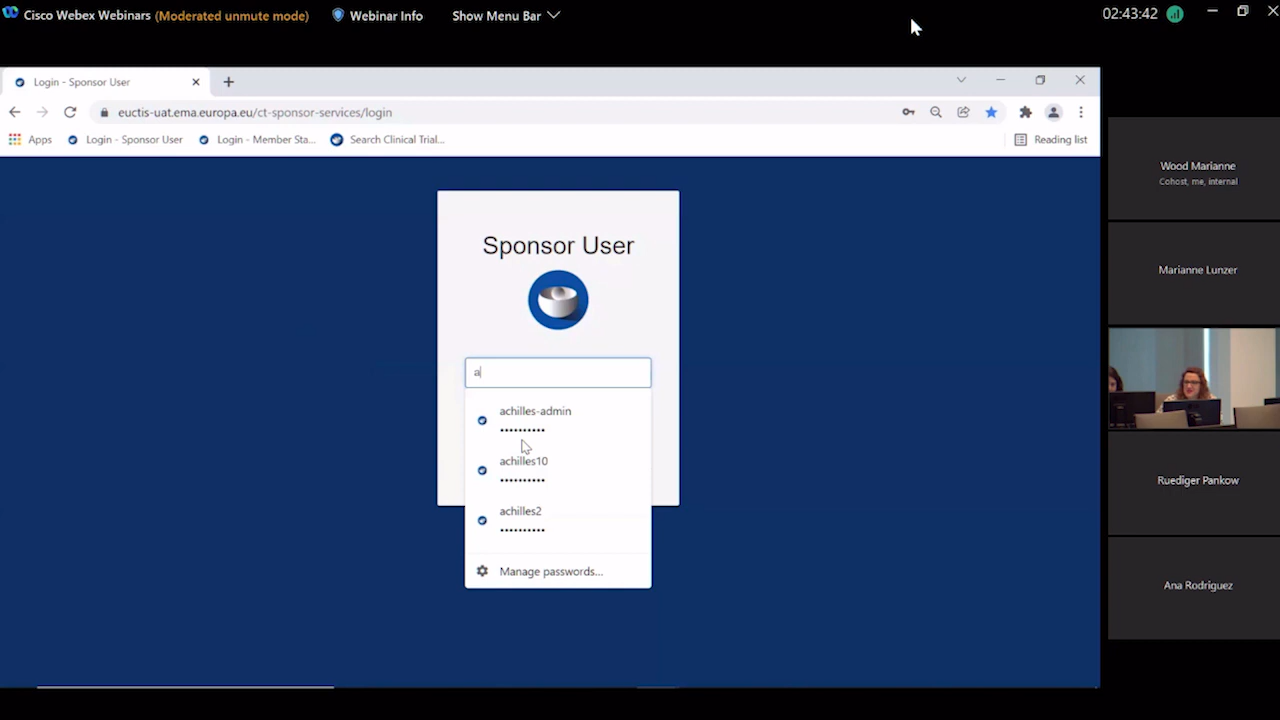 Cisco Webex Webinars (Moderated unmute mode) Webinar Info Show Menu Bar 02:43:42
Login - Sponsor User
euctis-uat.ema.europa.eu/ct-sponsor-services/login
Apps Login - Sponsor User Login - Member Sta... Search Clinical Trial... Reading list
Sponsor User
a
achilles-admin
••••••••••
achilles10
••••••••••
achilles2
••••••••••
Manage passwords...
Wood Marianne
Cohost, me, internal
Marianne Lunzer
Ruediger Pankow
Ana Rodriguez